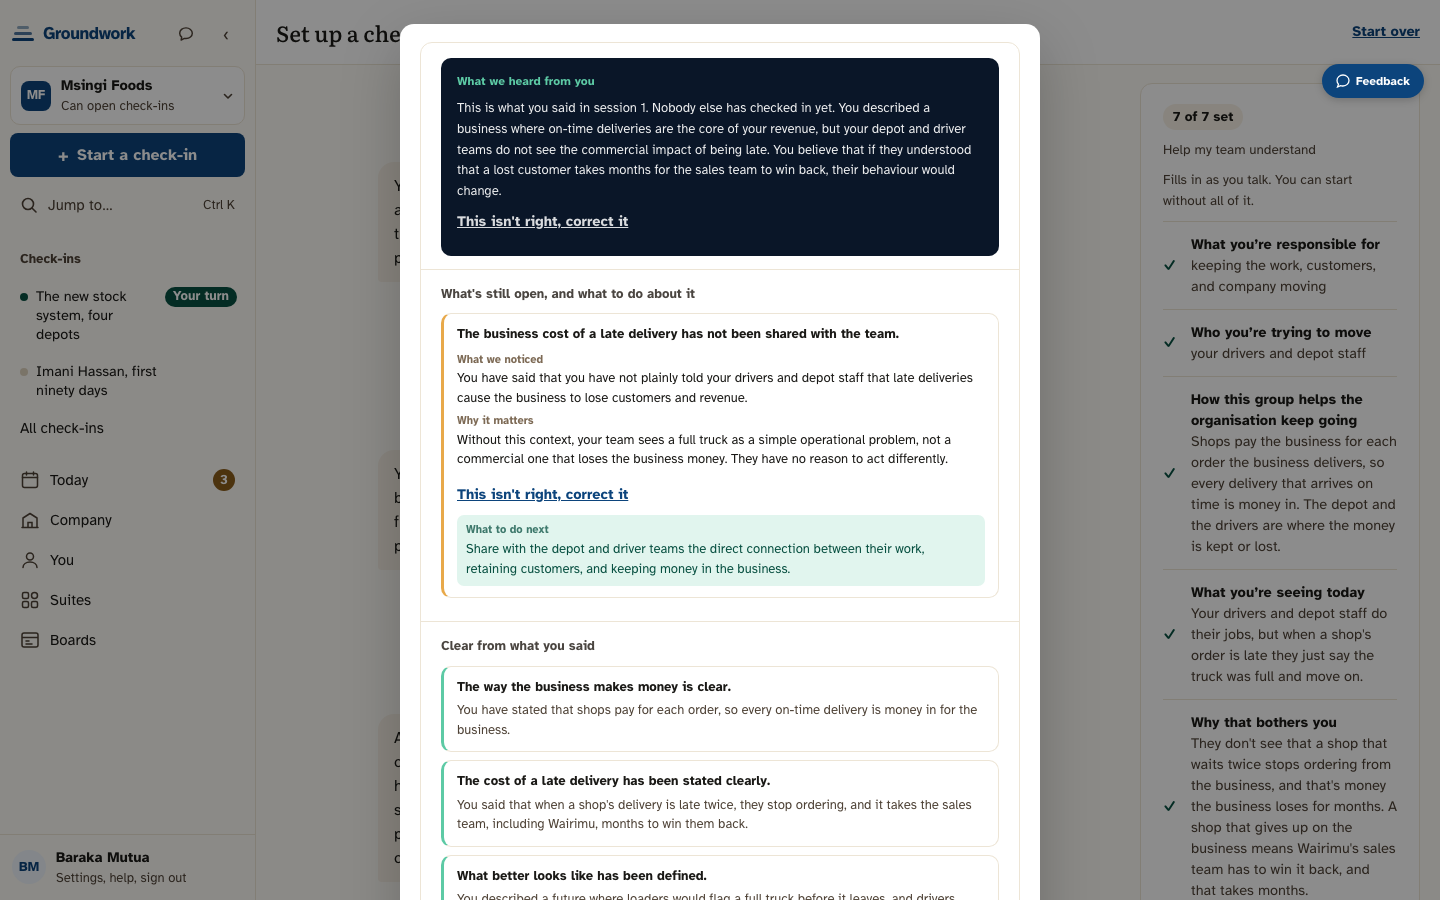 Groundwork
MF
Msingi Foods
Can open check-ins
+ Start a check-in
Jump to...
Ctrl K
Check-ins
The new stock
system, four
depots
Your turn
Imani Hassan, first
ninety days
All check-ins
Today
3
Company
You
Suites
Boards
BM
Baraka Mutua
Settings, help, sign out
Set up a che
Start over
Feedback
What we heard from you
This is what you said in session 1. Nobody else has checked in yet. You described a
business where on-time deliveries are the core of your revenue, but your depot and driver
teams do not see the commercial impact of being late. You believe that if they understood
that a lost customer takes months for the sales team to win back, their behaviour would
change.
This isn't right, correct it
What's still open, and what to do about it
The business cost of a late delivery has not been shared with the team.
What we noticed
You have said that you have not plainly told your drivers and depot staff that late deliveries
cause the business to lose customers and revenue.
Why it matters
Without this context, your team sees a full truck as a simple operational problem, not a
commercial one that loses the business money. They have no reason to act differently.
This isn't right, correct it
What to do next
Share with the depot and driver teams the direct connection between their work,
retaining customers, and keeping money in the business.
Clear from what you said
The way the business makes money is clear.
You have stated that shops pay for each order, so every on-time delivery is money in for the
business.
The cost of a late delivery has been stated clearly.
You said that when a shop's delivery is late twice, they stop ordering, and it takes the sales
team, including Wairimu, months to win them back.
What better looks like has been defined.
You described a future where loaders would flag a full truck before it leaves, and drivers
7 of 7 set
Help my team understand
Fills in as you talk. You can start
without all of it.
What you're responsible for
keeping the work, customers,
and company moving
Who you're trying to move
your drivers and depot staff
How this group helps the
organisation keep going
Shops pay the business for each
order the business delivers, so
every delivery that arrives on
time is money in. The depot and
the drivers are where the money
is kept or lost.
What you're seeing today
Your drivers and depot staff do
their jobs, but when a shop's
order is late they just say the
truck was full and move on.
Why that bothers you
They don't see that a shop that
waits twice stops ordering from
the business, and that's money
the business loses for months. A
shop that gives up on the
business means Wairimu's sales
team has to win it back, and
that takes months.